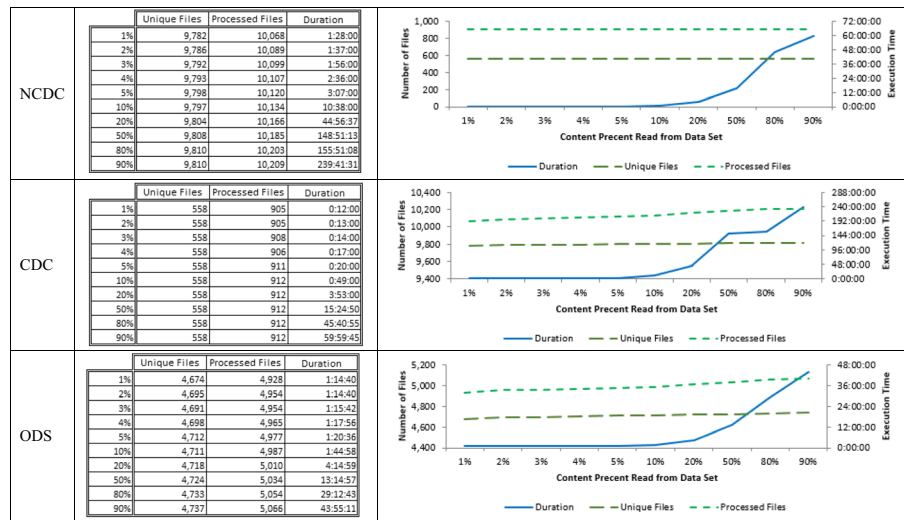 NCDC
Unique Files Processed Files Duration
1% 9,782 10,068 1:28:00
2% 9,786 10,089 1:37:00
3% 9,792 10,099 1:56:00
4% 9,793 10,107 2:36:00
5% 9,798 10,120 3:07:00
10% 9,797 10,134 10:38:00
20% 9,804 10,166 44:56:37
50% 9,808 10,185 148:51:13
80% 9,810 10,203 155:51:08
90% 9,810 10,209 239:41:31
Number of Files
1,000
800
600
400
200
0
72:00:00
60:00:00
48:00:00
36:00:00
24:00:00
12:00:00
0:00:00
Execution Time
1% 2% 3% 4% 5% 10% 20% 50% 80% 90%
Content Precent Read from Data Set
Duration Unique Files Processed Files
CDC
Unique Files Processed Files Duration
1% 558 905 0:12:00
2% 558 905 0:13:00
3% 558 908 0:14:00
4% 558 906 0:17:00
5% 558 911 0:20:00
10% 558 912 0:49:00
20% 558 912 3:53:00
50% 558 912 15:24:50
80% 558 912 45:40:55
90% 558 912 59:59:45
Number of Files
10,400
10,200
10,000
9,800
9,600
9,400
288:00:00
240:00:00
192:00:00
144:00:00
96:00:00
48:00:00
0:00:00
Execution Time
1% 2% 3% 4% 5% 10% 20% 50% 80% 90%
Content Precent Read from Data Set
Duration Unique Files Processed Files
ODS
Unique Files Processed Files Duration
1% 4,674 4,928 1:14:40
2% 4,695 4,954 1:14:40
3% 4,691 4,954 1:15:42
4% 4,698 4,965 1:17:56
5% 4,712 4,977 1:20:36
10% 4,711 4,987 1:44:58
20% 4,718 5,010 4:14:59
50% 4,724 5,034 13:14:57
80% 4,733 5,054 29:12:43
90% 4,737 5,066 43:55:11
Number of Files
5,200
5,000
4,800
4,600
4,400
48:00:00
36:00:00
24:00:00
12:00:00
0:00:00
Execution Time
1% 2% 3% 4% 5% 10% 20% 50% 80% 90%
Content Precent Read from Data Set
Duration Unique Files Processed Files